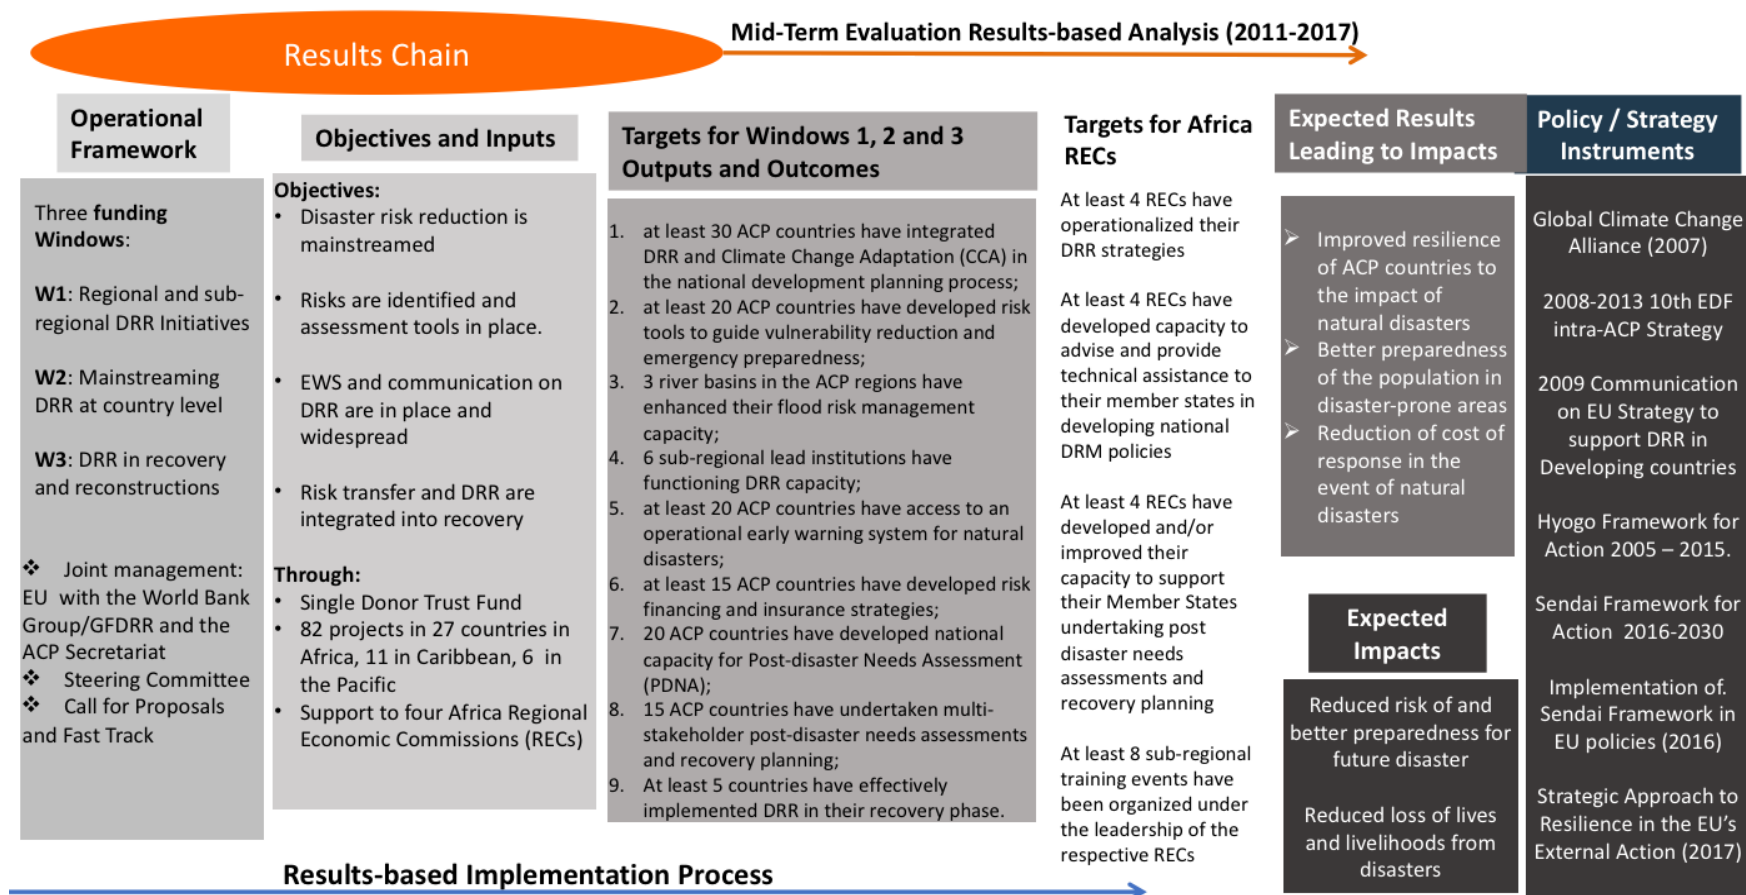 Results Chain
Mid-Term Evaluation Results-based Analysis (2011-2017)
Operational
Framework
Three funding
Windows:
W1: Regional and sub-
regional DRR Initiatives
W2: Mainstreaming
DRR at country level
W3: DRR in recovery
and reconstructions
❖ Joint management:
EU with the World Bank
Group/GFDRR and the
ACP Secretariat
❖ Steering Committee
❖ Call for Proposals
and Fast Track
Objectives and Inputs
Objectives:
• Disaster risk reduction is
mainstreamed
• Risks are identified and
assessment tools in place.
• EWS and communication on
DRR are in place and
widespread
• Risk transfer and DRR are
integrated into recovery
Through:
• Single Donor Trust Fund
• 82 projects in 27 countries in
Africa, 11 in Caribbean, 6 in
the Pacific
• Support to four Africa Regional
Economic Commissions (RECs)
Targets for Windows 1, 2 and 3
Outputs and Outcomes
1. at least 30 ACP countries have integrated
DRR and Climate Change Adaptation (CCA) in
the national development planning process;
2. at least 20 ACP countries have developed risk
tools to guide vulnerability reduction and
emergency preparedness;
3. 3 river basins in the ACP regions have
enhanced their flood risk management
capacity;
4. 6 sub-regional lead institutions have
functioning DRR capacity;
5. at least 20 ACP countries have access to an
operational early warning system for natural
disasters;
6. at least 15 ACP countries have developed risk
financing and insurance strategies;
7. 20 ACP countries have developed national
capacity for Post-disaster Needs Assessment
(PDNA);
8. 15 ACP countries have undertaken multi-
stakeholder post-disaster needs assessments
and recovery planning;
9. At least 5 countries have effectively
implemented DRR in their recovery phase.
Targets for Africa
RECs
At least 4 RECs have
operationalized their
DRR strategies
At least 4 RECs have
developed capacity to
advise and provide
technical assistance to
their member states in
developing national
DRM policies
At least 4 RECs have
developed and/or
improved their
capacity to support
their Member States
undertaking post
disaster needs
assessments and
recovery planning
At least 8 sub-regional
training events have
been organized under
the leadership of the
respective RECs
Expected Results
Leading to Impacts
➢ Improved resilience
of ACP countries to
the impact of
natural disasters
➢ Better preparedness
of the population in
disaster-prone areas
➢ Reduction of cost of
response in the
event of natural
disasters
Expected
Impacts
Reduced risk of and
better preparedness for
future disaster
Reduced loss of lives
and livelihoods from
disasters
Policy / Strategy
Instruments
Global Climate Change
Alliance (2007)
2008-2013 10th EDF
intra-ACP Strategy
2009 Communication
on EU Strategy to
support DRR in
Developing countries
Hyogo Framework for
Action 2005 – 2015.
Sendai Framework for
Action 2016-2030
Implementation of.
Sendai Framework in
EU policies (2016)
Strategic Approach to
Resilience in the EU's
External Action (2017)
Results-based Implementation Process